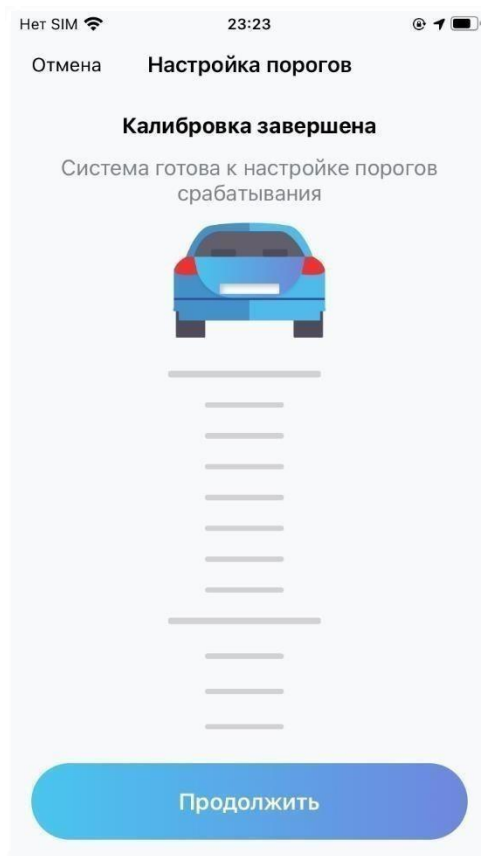 Нет SIM 23:23
Отмена Настройка порогов
Калибровка завершена
Система готова к настройке порогов
срабатывания
Продолжить